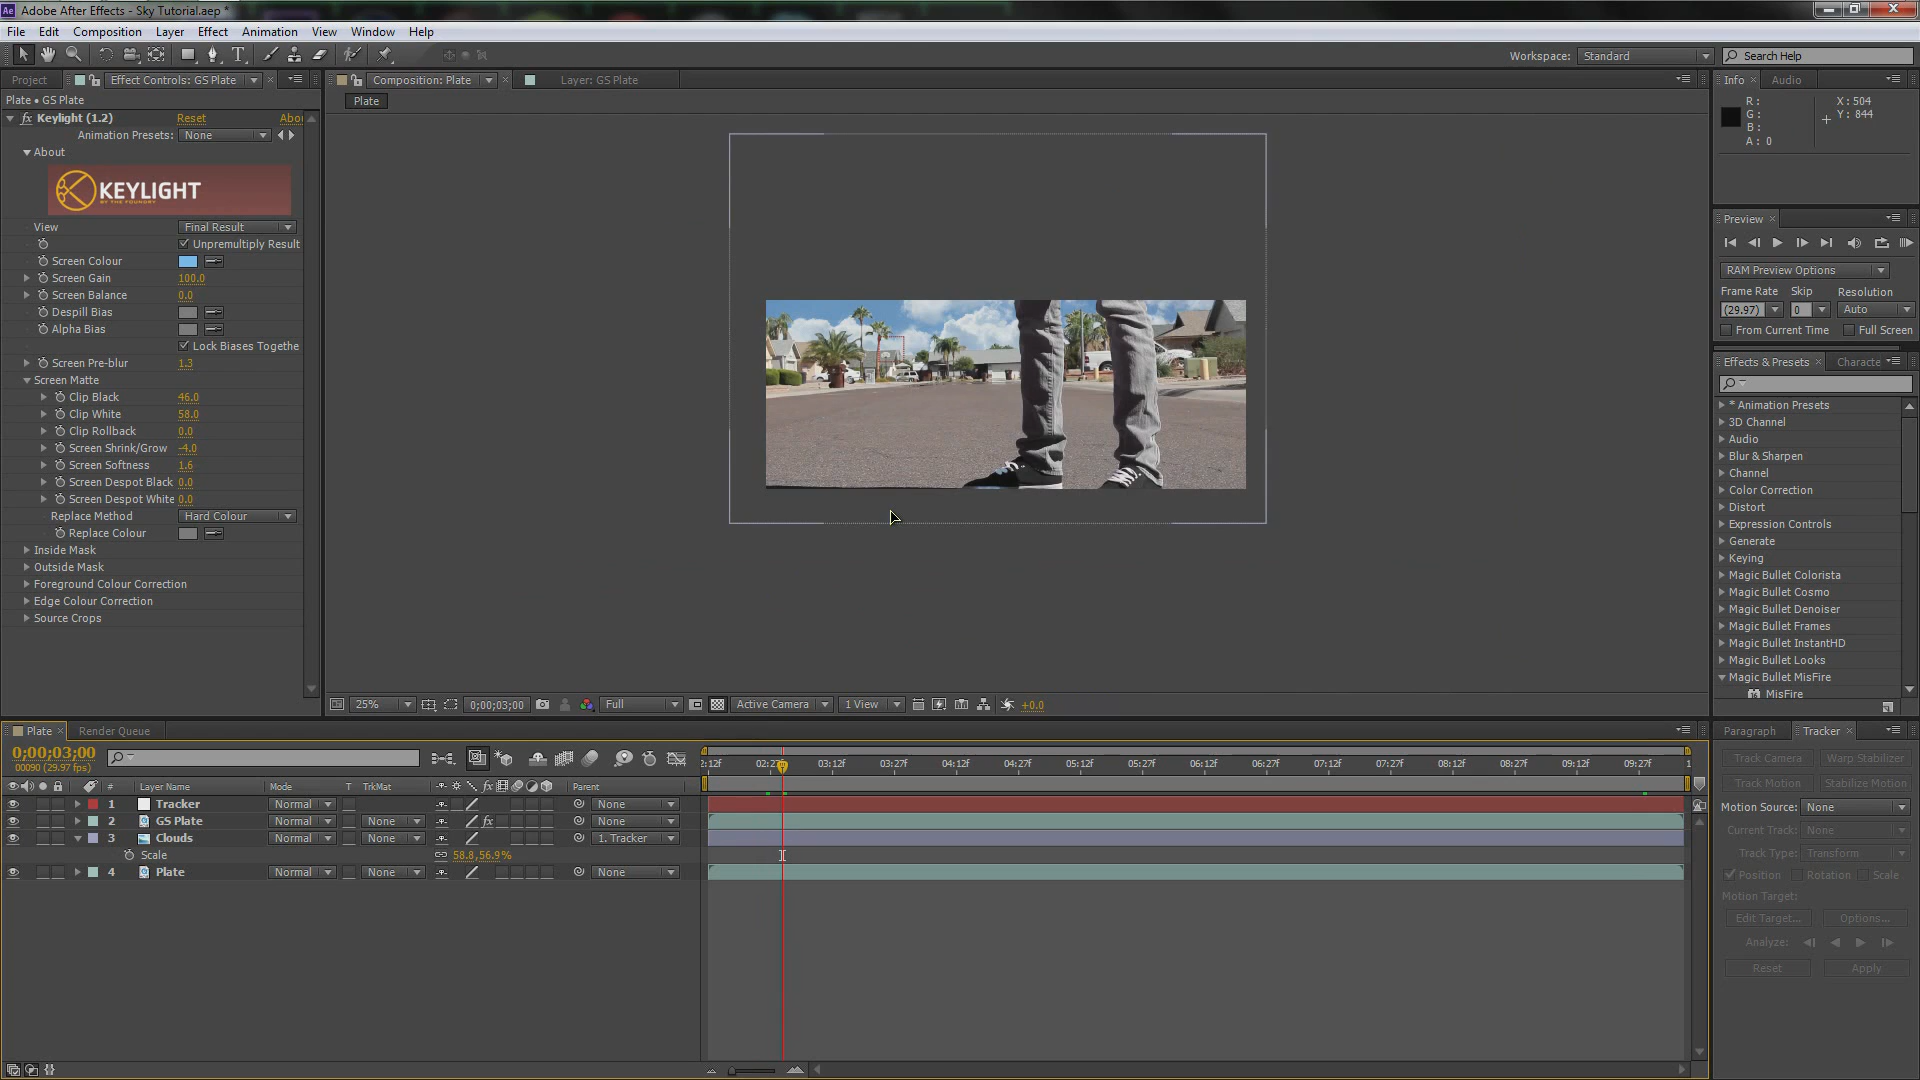 Ae Adobe After Effects - Sky Tutorial.aep *
File Edit Composition Layer Effect Animation View Window Help
Workspace: Standard Search Help
Project Effect Controls: GS Plate Composition: Plate Layer: GS Plate Info Audio
Plate • GS Plate
Plate
R: X: 504
G: Y: 844
B:
A: 0
fx Keylight (1.2) Reset Abou
Animation Presets: None
About
KEYLIGHT
BY THE FOUNDRY
View Final Result
Unpremultiply Result
Screen Colour
Screen Gain 100.0
Screen Balance 0.0
Despill Bias
Alpha Bias
Lock Biases Togethe
Screen Pre-blur 1.3
Screen Matte
Clip Black 46.0
Clip White 58.0
Clip Rollback 0.0
Screen Shrink/Grow -4.0
Screen Softness 1.6
Screen Despot Black 0.0
Screen Despot White 0.0
Replace Method Hard Colour
Replace Colour
Inside Mask
Outside Mask
Foreground Colour Correction
Edge Colour Correction
Source Crops
Preview
RAM Preview Options
Frame Rate Skip Resolution
(29.97) 0 Auto
From Current Time Full Screen
Effects & Presets Characte
* Animation Presets
3D Channel
Audio
Blur & Sharpen
Channel
Color Correction
Distort
Expression Controls
Generate
Keying
Magic Bullet Colorista
Magic Bullet Cosmo
Magic Bullet Denoiser
Magic Bullet Frames
Magic Bullet InstantHD
Magic Bullet Looks
Magic Bullet MisFire
MisFire
25% 0;00;03;00 Full Active Camera 1 View +0.0
Plate Render Queue
0;00;03;00
00090 (29.97 fps)
# Layer Name Mode T TrkMat fx Parent
1 Tracker Normal None
2 GS Plate Normal None fx None
3 Clouds Normal None 1. Tracker
Scale 58.8,56.9%
4 Plate Normal None None
2:12f 02:27f 03:12f 03:27f 04:12f 04:27f 05:12f 05:27f 06:12f 06:27f 07:12f 07:27f 08:12f 08:27f 09:12f 09:27f 1
Paragraph Tracker
Track Camera Warp Stabilizer
Track Motion Stabilize Motion
Motion Source: None
Current Track: None
Track Type: Transform
Position Rotation Scale
Motion Target:
Edit Target... Options...
Analyze:
Reset Apply